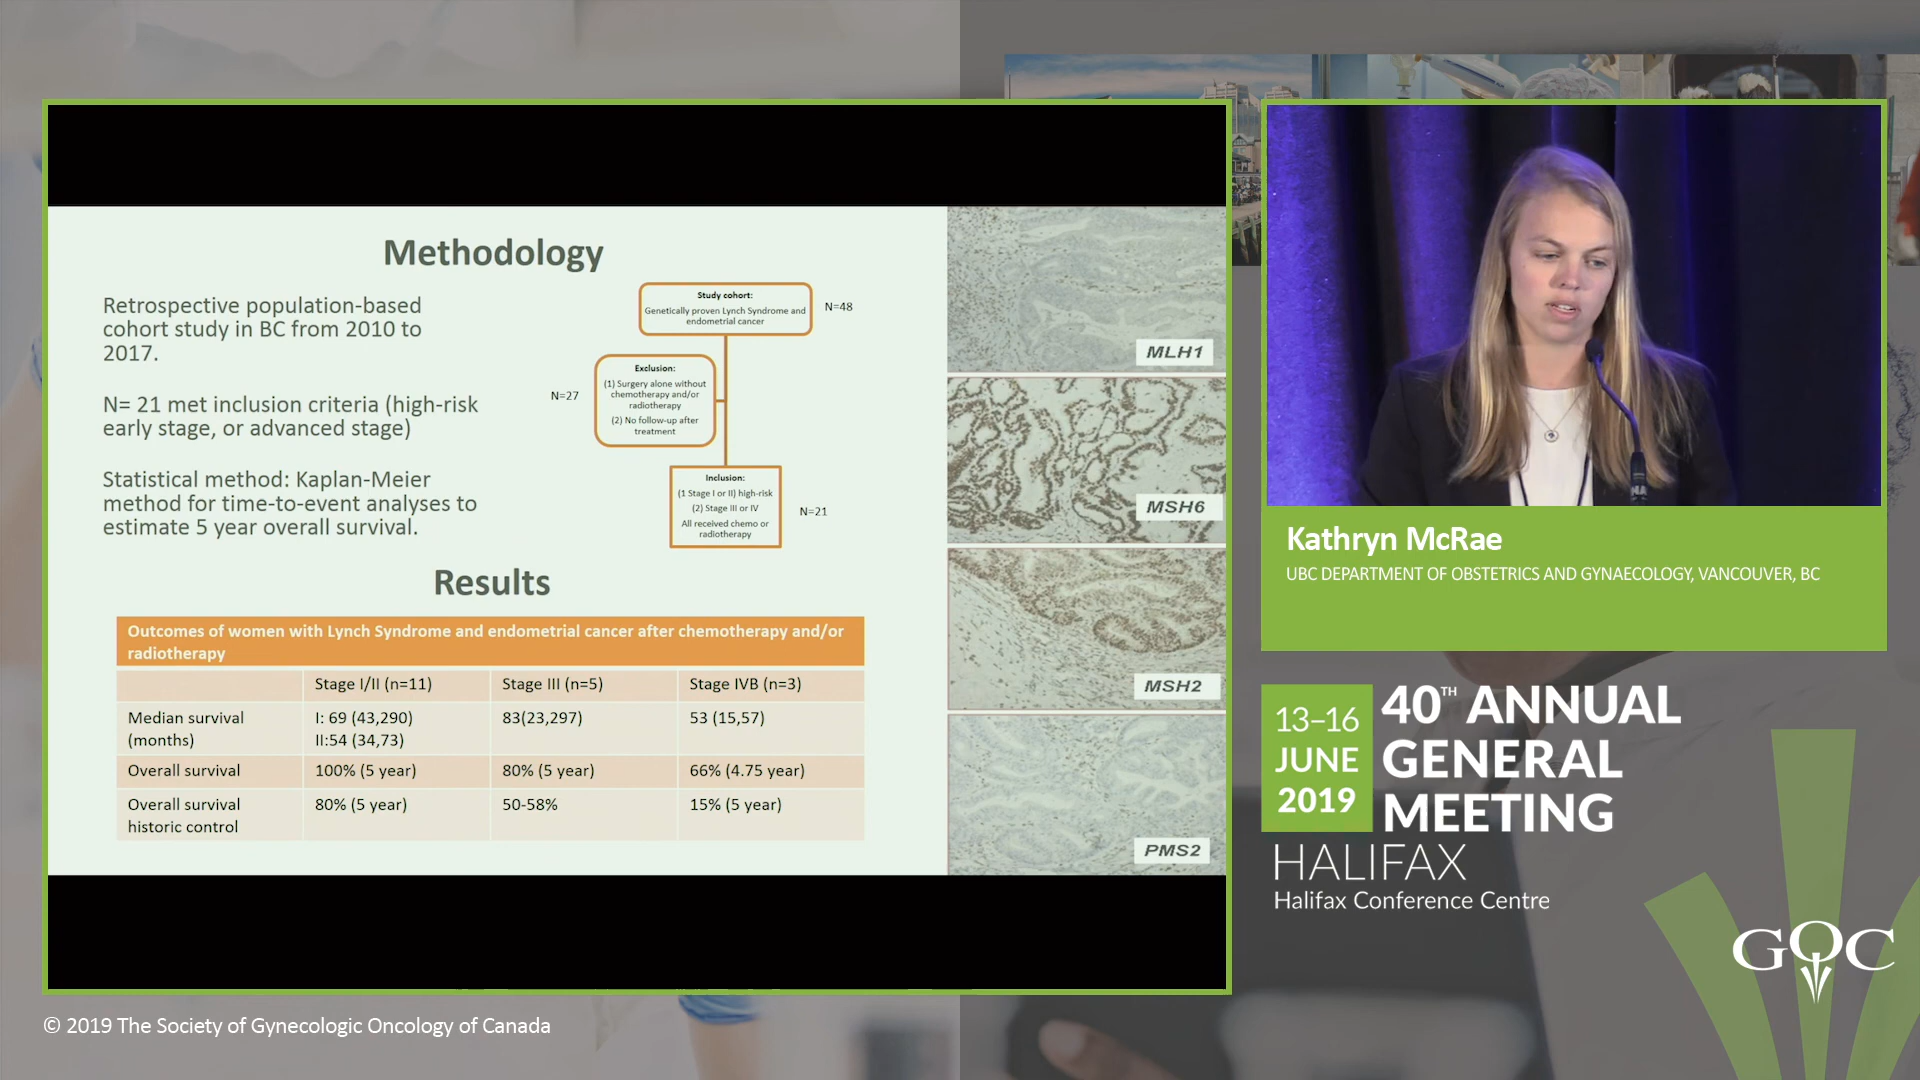 Methodology
Retrospective population-based
cohort study in BC from 2010 to
2017.
N= 21 met inclusion criteria (high-risk
early stage, or advanced stage)
Statistical method: Kaplan-Meier
method for time-to-event analyses to
estimate 5 year overall survival.
Study cohort:
Genetically proven Lynch Syndrome and
endometrial cancer
N=48
Exclusion:
(1) Surgery alone without
chemotherapy and/or
radiotherapy
(2) No follow-up after
treatment
N=27
Inclusion:
(1 Stage I or II) high-risk
(2) Stage III or IV
All received chemo or
radiotherapy
N=21
Results
Outcomes of women with Lynch Syndrome and endometrial cancer after chemotherapy and/or
radiotherapy
Stage I/II (n=11) Stage III (n=5) Stage IVB (n=3)
Median survival
(months)
I: 69 (43,290)
II:54 (34,73)
83(23,297)
53 (15,57)
Overall survival 100% (5 year) 80% (5 year) 66% (4.75 year)
Overall survival
historic control
80% (5 year)
50-58%
15% (5 year)
MLH1
MSH6
MSH2
PMS2
Kathryn McRae
UBC DEPARTMENT OF OBSTETRICS AND GYNAECOLOGY, VANCOUVER, BC
13–16
JUNE
2019
40TH ANNUAL
GENERAL
MEETING
HALIFAX
Halifax Conference Centre
GOC
© 2019 The Society of Gynecologic Oncology of Canada